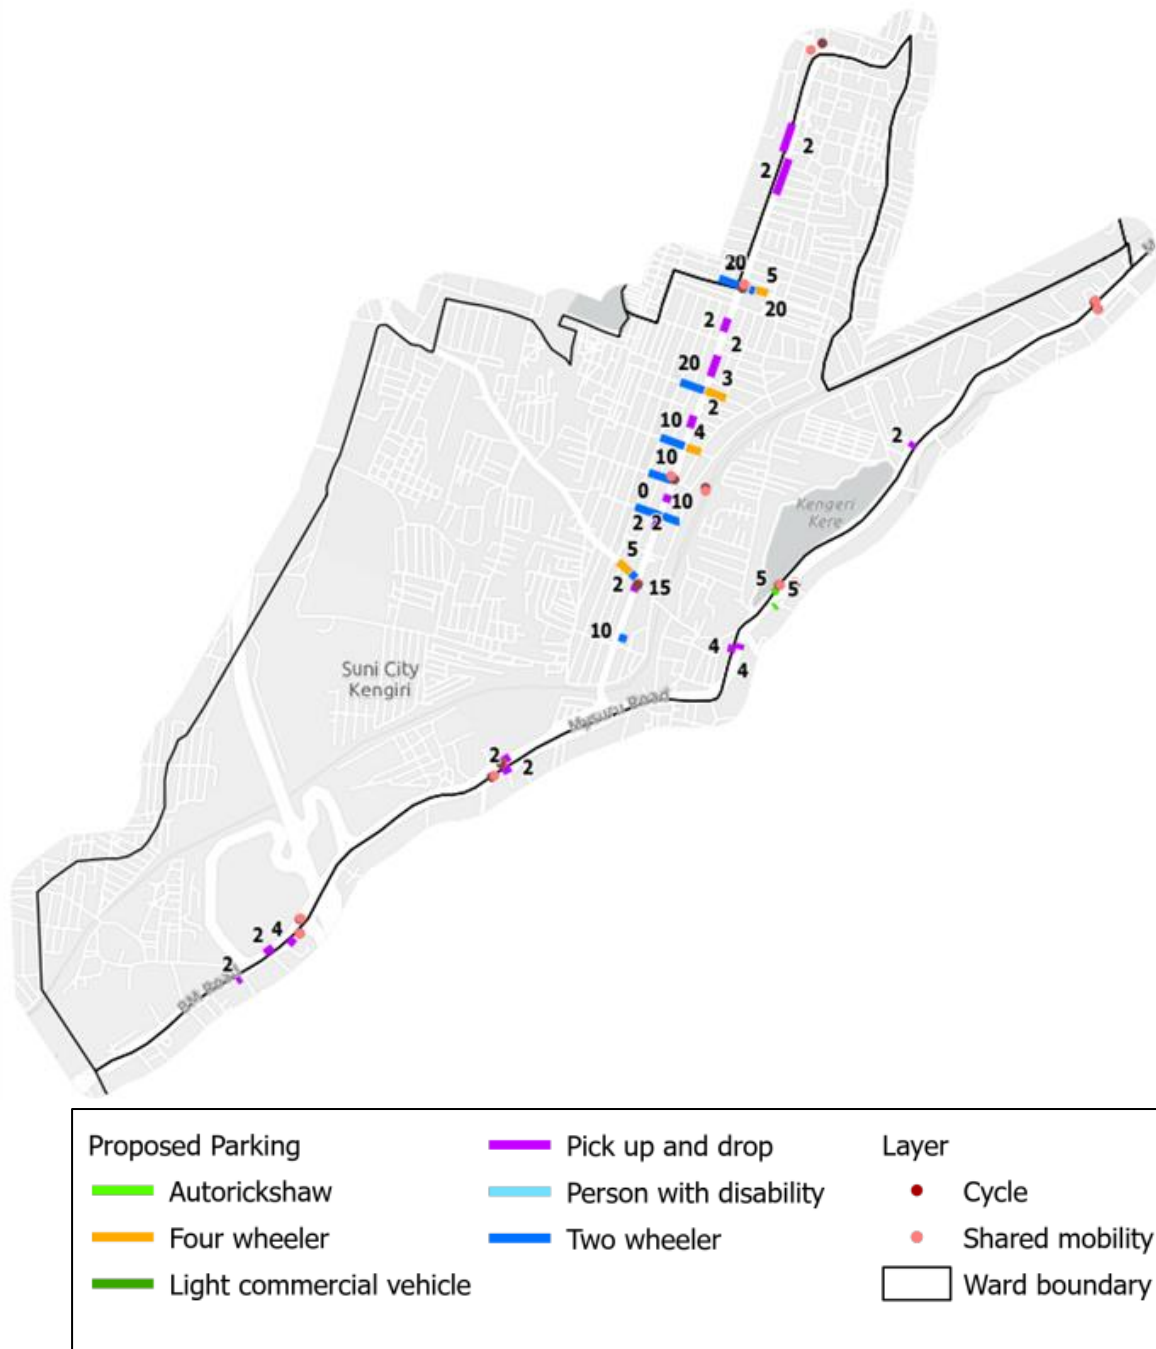 2
2
20
5
20
2
2
20
3
2
10
4
10
0
10
2 2
5
2
15
10
2
Kengeri
Kere
5
5
4
4
Suni City
Kengiri
Mysuru Road
2
2
2
4
2
BM Road
M
Proposed Parking
Autorickshaw
Four wheeler
Light commercial vehicle
Pick up and drop
Person with disability
Two wheeler
Layer
Cycle
Shared mobility
Ward boundary